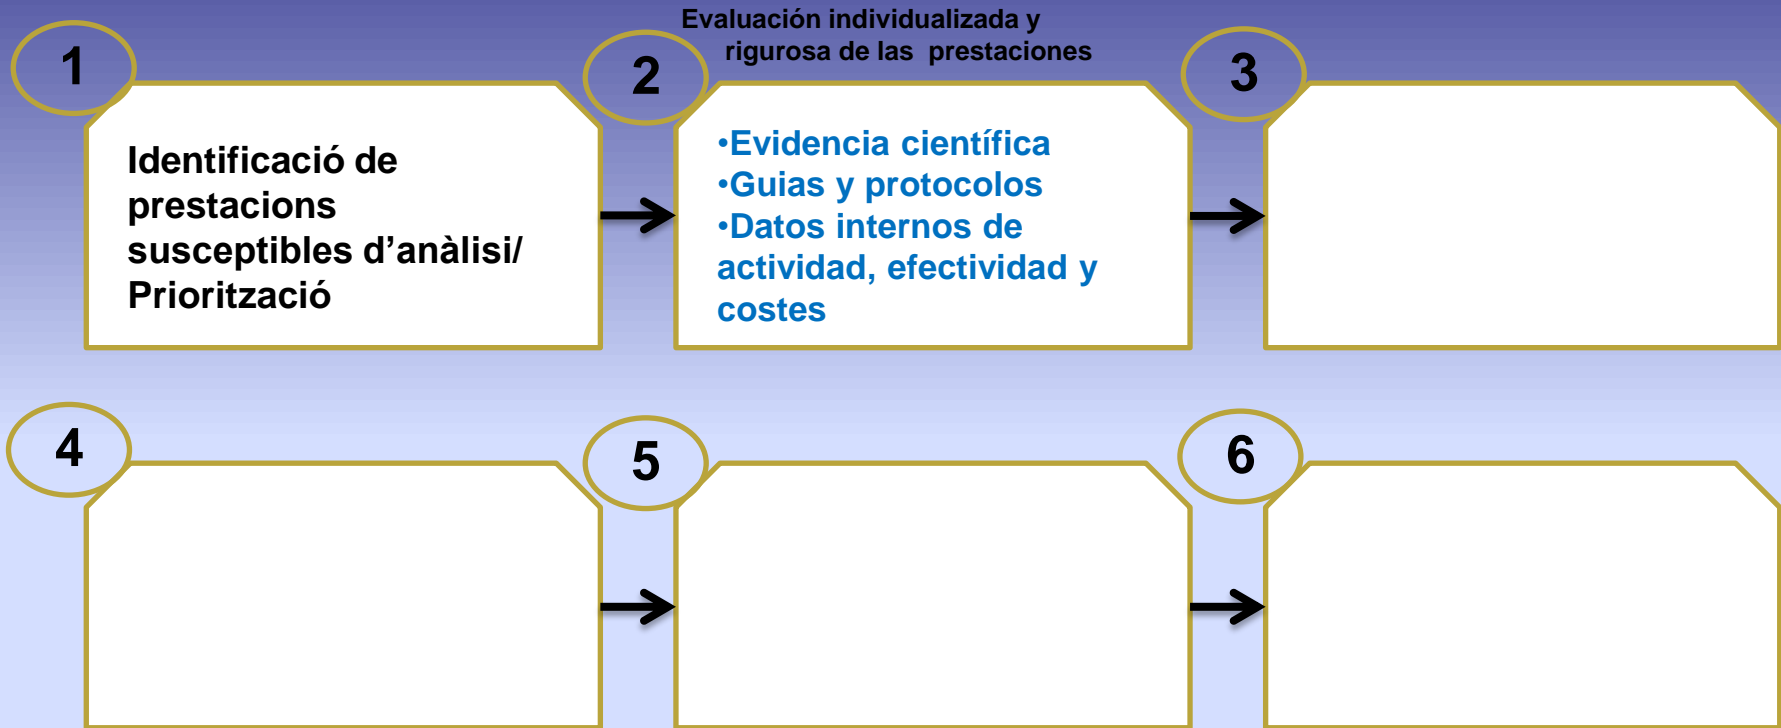 Evaluación individualizada y
rigurosa de las prestaciones
1
2
3
Identificació de
prestacions
susceptibles d’anàlisi/
Priorització
•Evidencia científica
•Guias y protocolos
•Datos internos de
actividad, efectividad y
costes
4
5
6